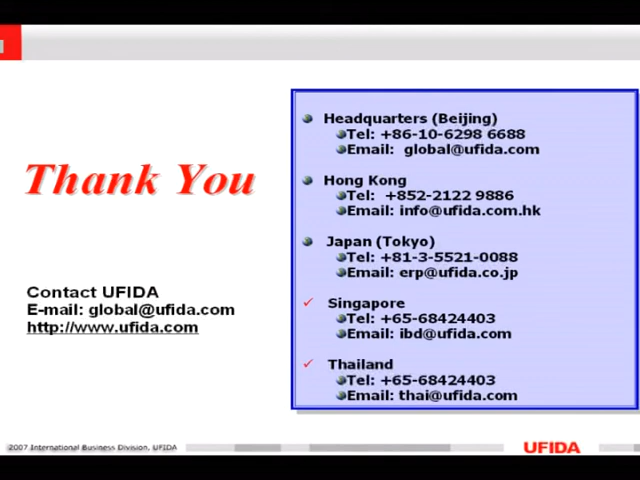 Thank You
Contact UFIDA
E-mail: global@ufida.com
http://www.ufida.com
Headquarters (Beijing)
Tel: +86-10-6298 6688
Email: global@ufida.com
Hong Kong
Tel: +852-2122 9886
Email: info@ufida.com.hk
Japan (Tokyo)
Tel: +81-3-5521-0088
Email: erp@ufida.co.jp
Singapore
Tel: +65-68424403
Email: ibd@ufida.com
Thailand
Tel: +65-68424403
Email: thai@ufida.com
2007 International Business Division, UFIDA
UFIDA